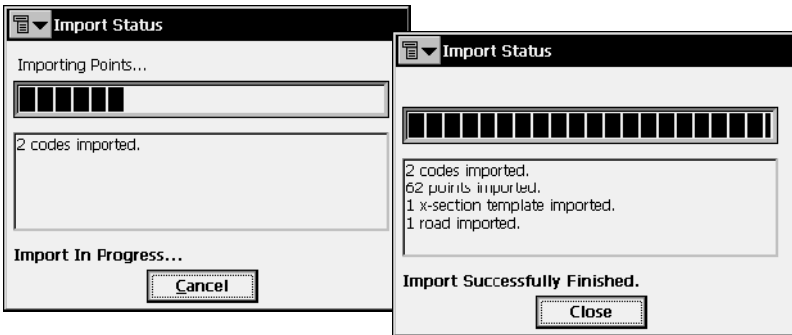 Import Status
Importing Points...
2 codes imported.
Import In Progress...
Cancel
Import Status
2 codes imported.
62 points imported.
1 x-section template imported.
1 road imported.
Import Successfully Finished.
Close